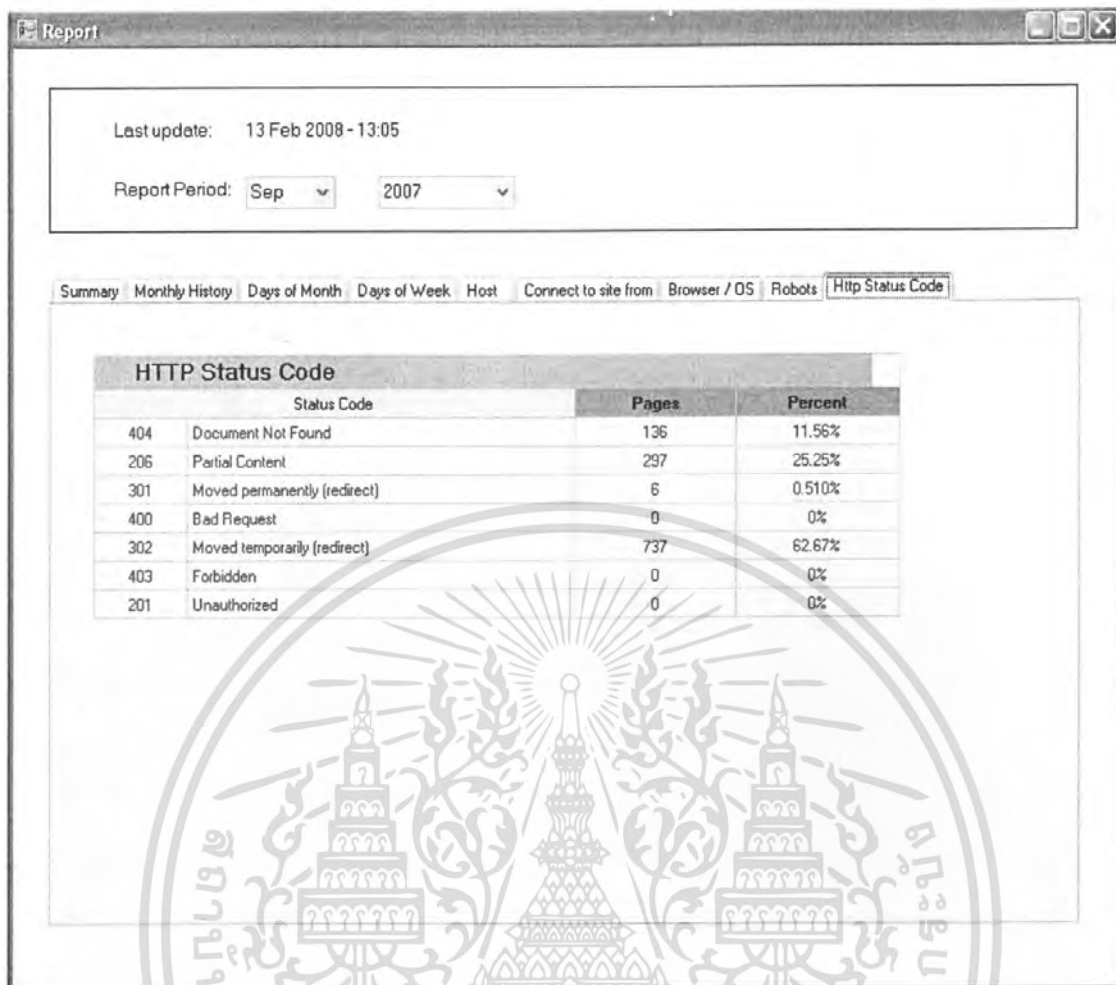 Report
Last update: 13 Feb 2008 - 13:05
Report Period: Sep 2007
Summary Monthly History Days of Month Days of Week Host Connect to site from Browser / OS Robots Http Status Code
HTTP Status Code
Status Code Pages Percent
404 Document Not Found 136 11.56%
206 Partial Content 297 25.25%
301 Moved permanently (redirect) 6 0.510%
400 Bad Request 0 0%
302 Moved temporarily (redirect) 737 62.67%
403 Forbidden 0 0%
201 Unauthorized 0 0%